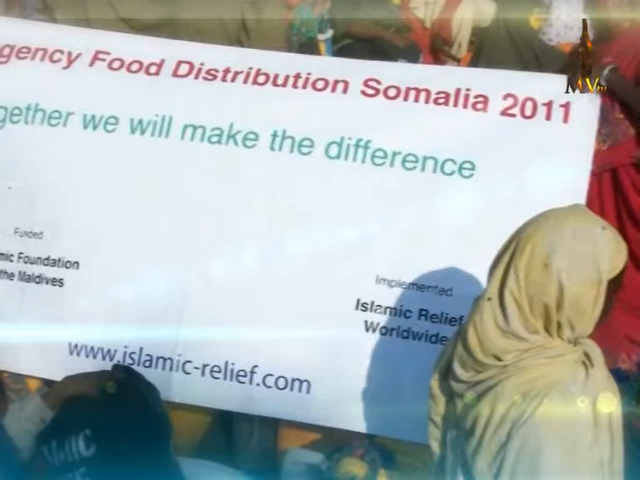 gency Food Distribution Somalia 2011
gether we will make the difference
Funded
mic Foundation
the Maldives
Implemented
Islamic Relief
Worldwide
www.islamic-relief.com
MVtv